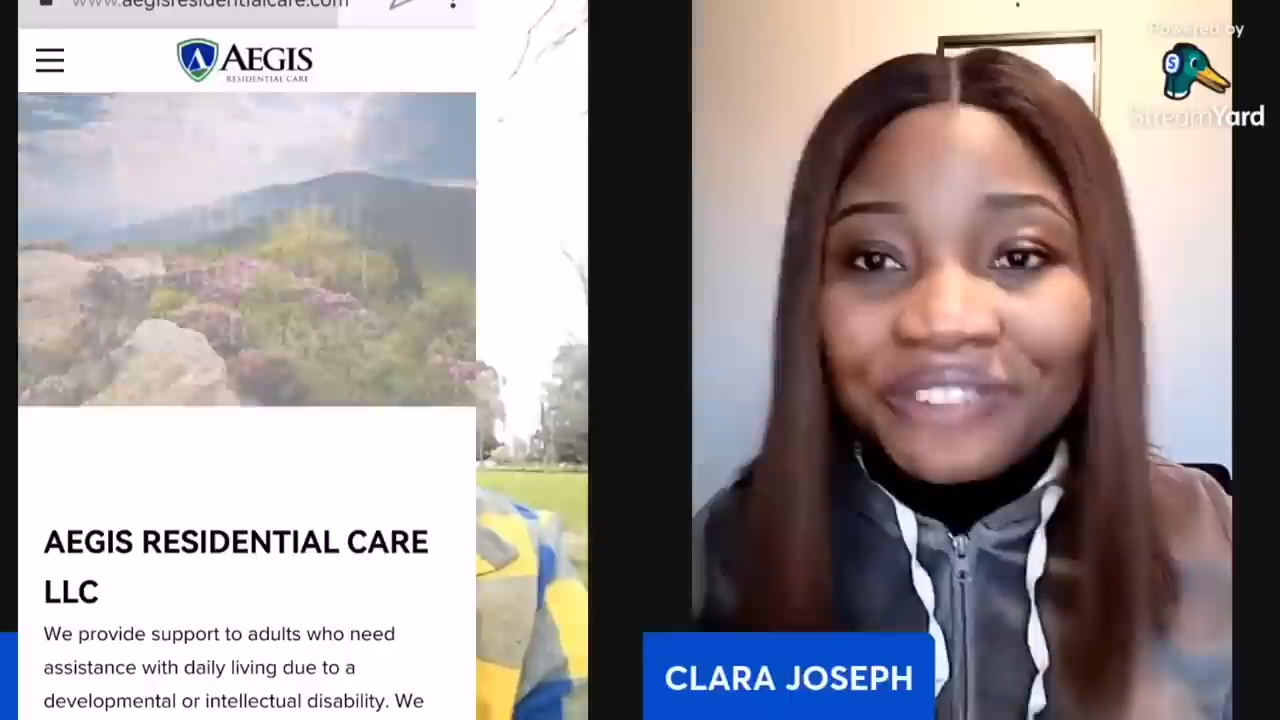 www.aegisresidentialcare.com
AEGIS
RESIDENTIAL CARE
AEGIS RESIDENTIAL CARE
LLC
We provide support to adults who need
assistance with daily living due to a
developmental or intellectual disability. We
Powered by
S
StreamYard
CLARA JOSEPH